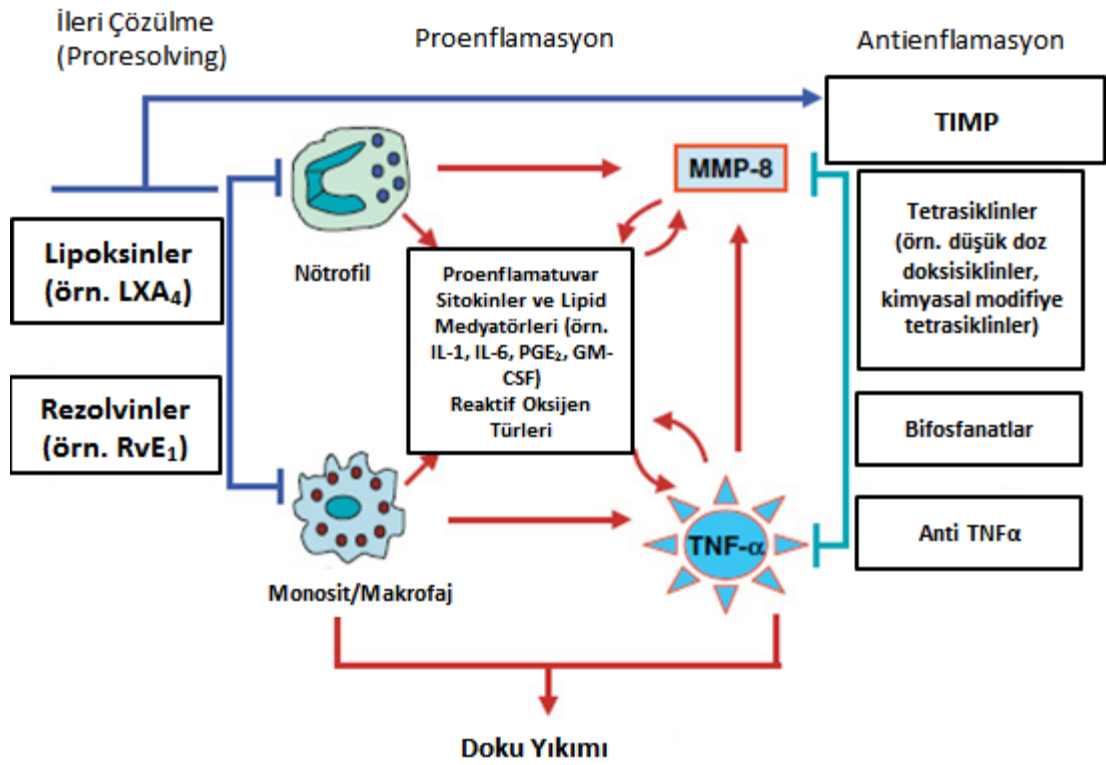 İleri Çözülme
(Proresolving)
Proenflamasyon
Antienflamasyon
TIMP
MMP-8
Lipoksinler
(örn. LXA₄)
Nötrofil
Proenflamatuvar
Sitokinler ve Lipid
Medyatörleri (örn.
IL-1, IL-6, PGE₂, GM-
CSF)
Reaktif Oksijen
Türleri
Tetrasiklinler
(örn. düşük doz
doksisiklinler,
kimyasal modifiye
tetrasiklinler)
Rezolvinler
(örn. RvE₁)
Bifosfanatlar
TNF-α
Anti TNFα
Monosit/Makrofaj
Doku Yıkımı